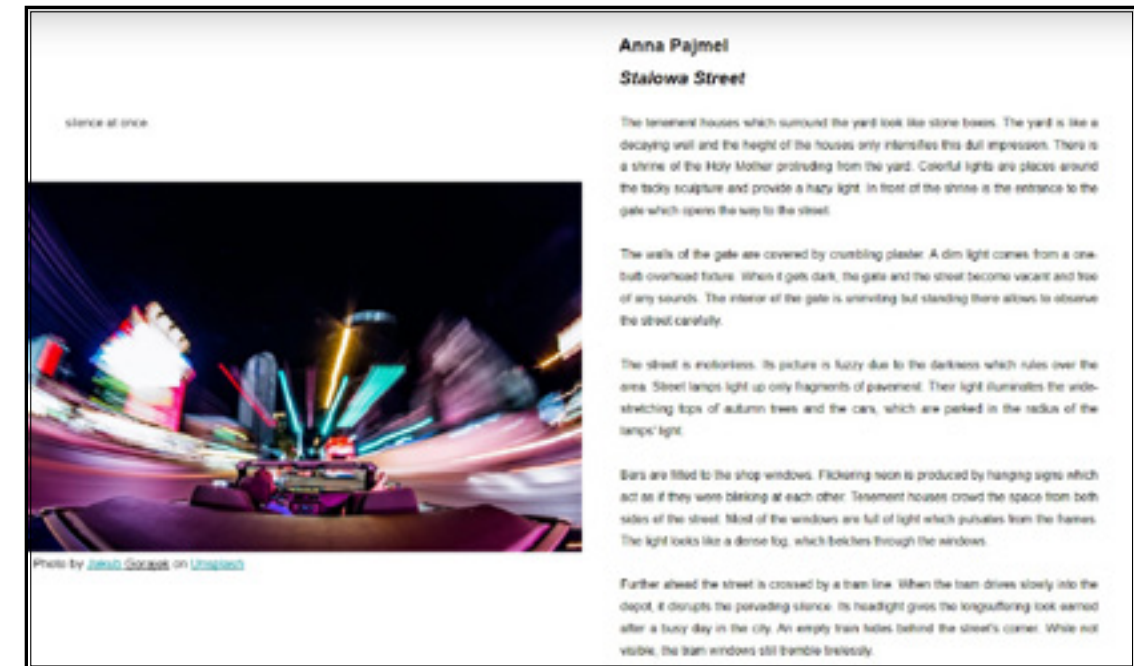 silence at once.
Photo by Jakub Gorajek on Unsplash
Anna Pajmel
Stalowa Street
The tenement houses which surround the yard look like stone boxes. The yard is like a
decaying well and the height of the houses only intensifies this dull impression. There is
a shrine of the Holy Mother protruding from the yard. Colorful lights are places around
the tacky sculpture and provide a hazy light. In front of the shrine is the entrance to the
gate which opens the way to the street.
The walls of the gate are covered by crumbling plaster. A dim light comes from a one-
bulb overhead fixture. When it gets dark, the gate and the street become vacant and free
of any sounds. The interior of the gate is uninviting but standing there allows to observe
the street carefully.
The street is motionless. Its picture is fuzzy due to the darkness which rules over the
area. Street lamps light up only fragments of pavement. Their light illuminates the wide-
stretching tops of autumn trees and the cars, which are parked in the radius of the
lamps' light.
Bars are fitted to the shop windows. Flickering neon is produced by hanging signs which
act as if they were blinking at each other. Tenement houses crowd the space from both
sides of the street. Most of the windows are full of light which pulsates from the frames.
The light looks like a dense fog, which belches through the windows.
Further ahead the street is crossed by a tram line. When the tram drives slowly into the
depot, it disrupts the pervading silence. Its headlight gives the longsuffering look earned
after a busy day in the city. An empty train hides behind the street's corner. While not
visible, the tram windows still tremble tirelessly.